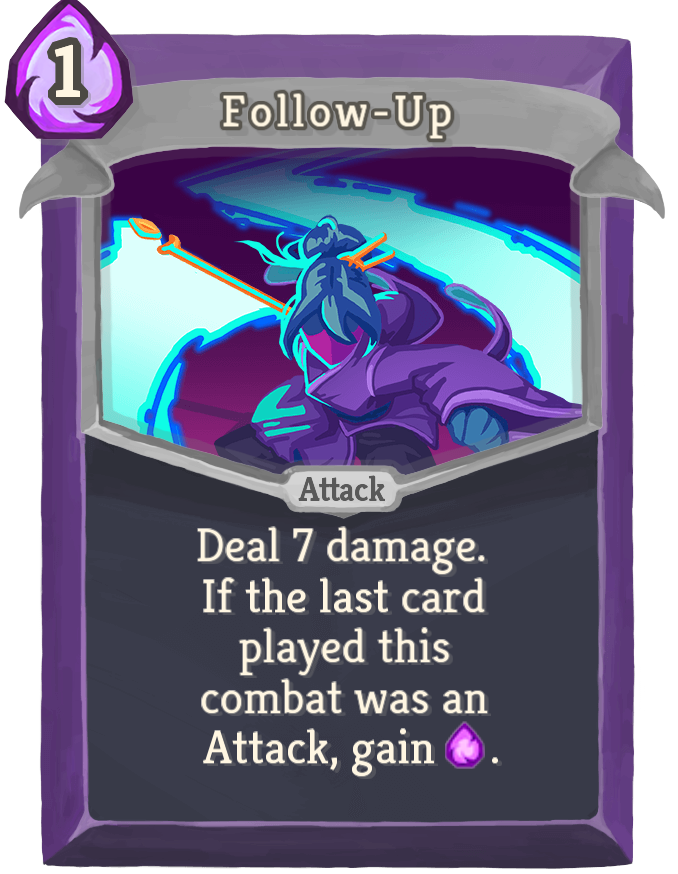 1
Follow-Up
Attack
Deal 7 damage.
If the last card
played this
combat was an
Attack, gain .